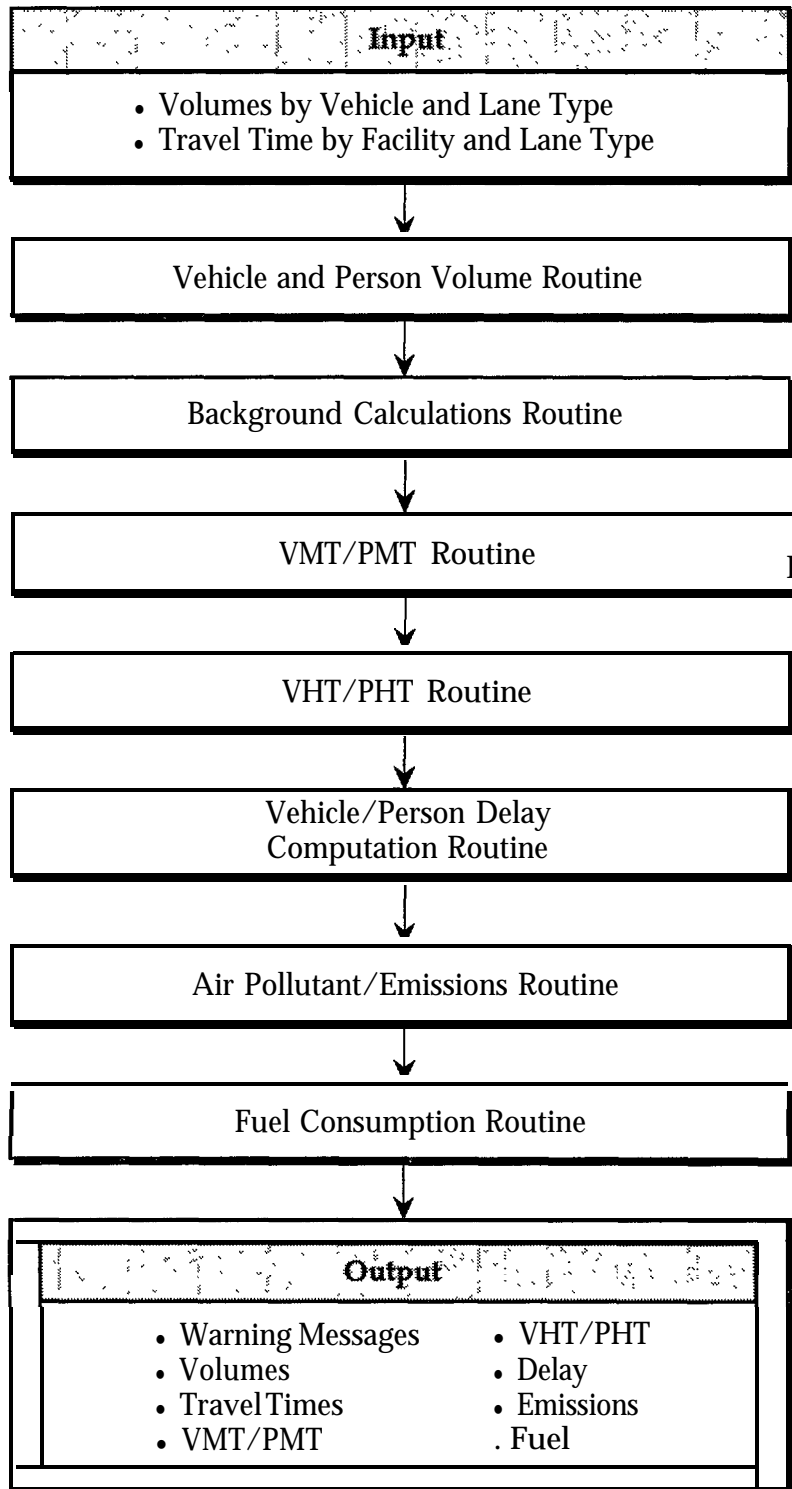 Input
• Volumes by Vehicle and Lane Type
• Travel Time by Facility and Lane Type
Vehicle and Person Volume Routine
Background Calculations Routine
VMT/PMT Routine
VHT/PHT Routine
Vehicle/Person Delay
Computation Routine
Air Pollutant/Emissions Routine
Fuel Consumption Routine
Output
• Warning Messages
• Volumes
• Travel Times
• VMT/PMT
• VHT/PHT
• Delay
• Emissions
. Fuel